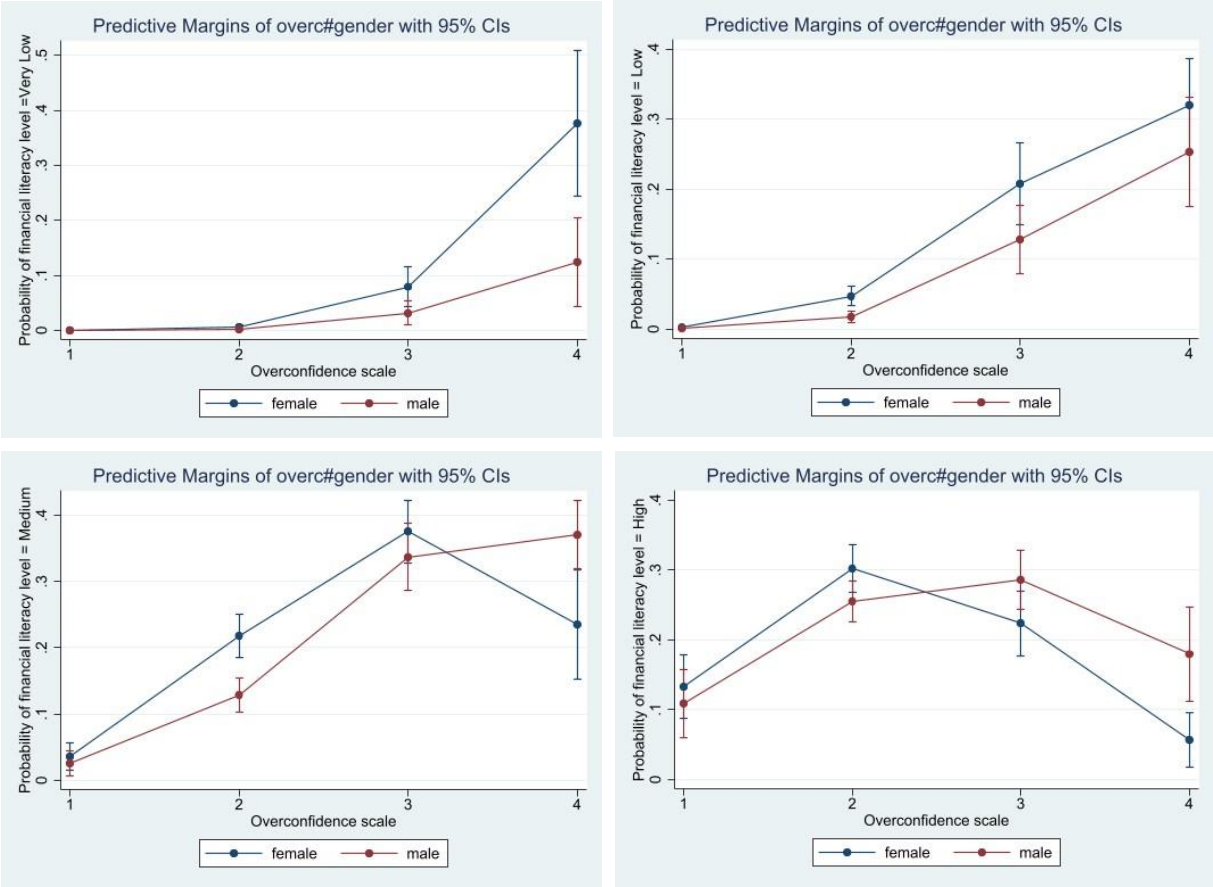 Predictive Margins of overc#gender with 95% CIs
Probability of financial literacy level =Very Low
.5
.4
.3
.2
.1
0
1 2 3 4
Overconfidence scale
female male
Predictive Margins of overc#gender with 95% CIs
Probability of financial literacy level = Low
.4
.3
.2
.1
0
1 2 3 4
Overconfidence scale
female male
Predictive Margins of overc#gender with 95% CIs
Probability of financial literacy level = Medium
.4
.3
.2
.1
0
1 2 3 4
Overconfidence scale
female male
Predictive Margins of overc#gender with 95% CIs
Probability of financial literacy level = High
.4
.3
.2
.1
0
1 2 3 4
Overconfidence scale
female male